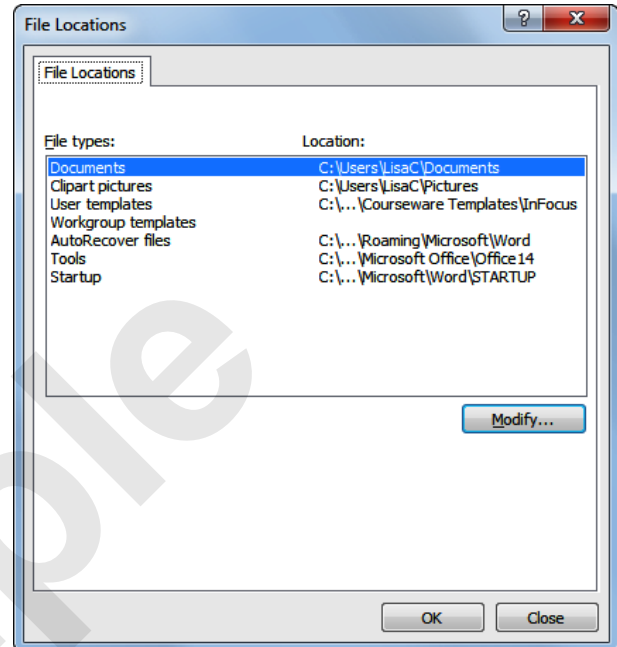 File Locations
File Locations
File types: Location:
Documents C:\Users\LisaC\Documents
Clipart pictures C:\Users\LisaC\Pictures
User templates C:\...\Courseware Templates\InFocus
Workgroup templates
AutoRecover files C:\...\Roaming\Microsoft\Word
Tools C:\...\Microsoft Office\Office14
Startup C:\...\Microsoft\Word\STARTUP
Modify...
OK Close
ple